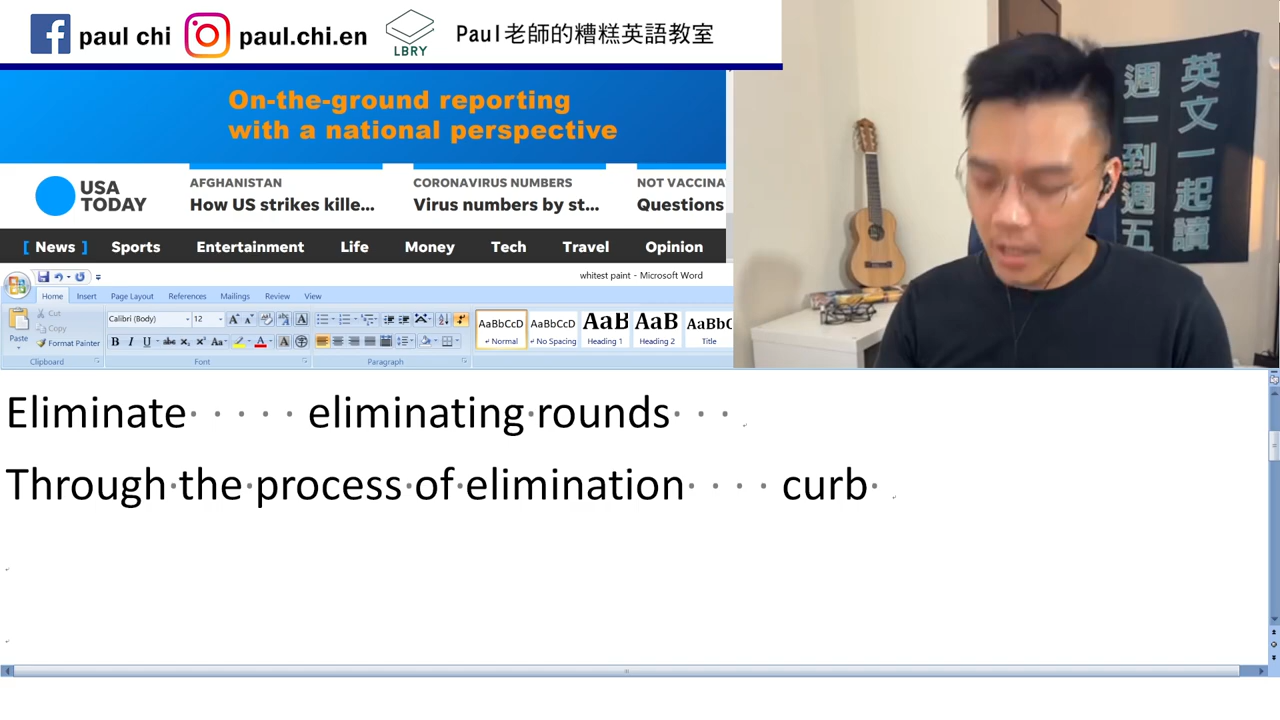 paul chi paul.chi.en LBRY Paul老師的糟糕英語教室
英文一起讀
週一到週五
On-the-ground reporting
with a national perspective
USA
TODAY
AFGHANISTAN
How US strikes kille...
CORONAVIRUS NUMBERS
Virus numbers by st...
NOT VACCINA
Questions
[ News ] Sports Entertainment Life Money Tech Travel Opinion
whitest paint - Microsoft Word
Home Insert Page Layout References Mailings Review View
Paste
Cut
Copy
Format Painter
Clipboard
Calibri (Body) 12
Font
Paragraph
AaBbCcD AaBbCcD AaBb AaBb AaBbC
Normal No Spacing Heading 1 Heading 2 Title
Eliminate eliminating rounds
Through the process of elimination curb